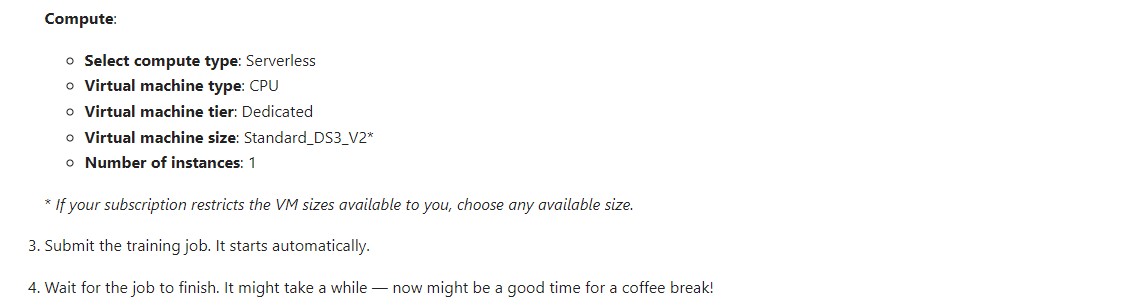 Compute:
◦ Select compute type: Serverless
◦ Virtual machine type: CPU
◦ Virtual machine tier: Dedicated
◦ Virtual machine size: Standard_DS3_V2*
◦ Number of instances: 1
* If your subscription restricts the VM sizes available to you, choose any available size.
3. Submit the training job. It starts automatically.
4. Wait for the job to finish. It might take a while — now might be a good time for a coffee break!